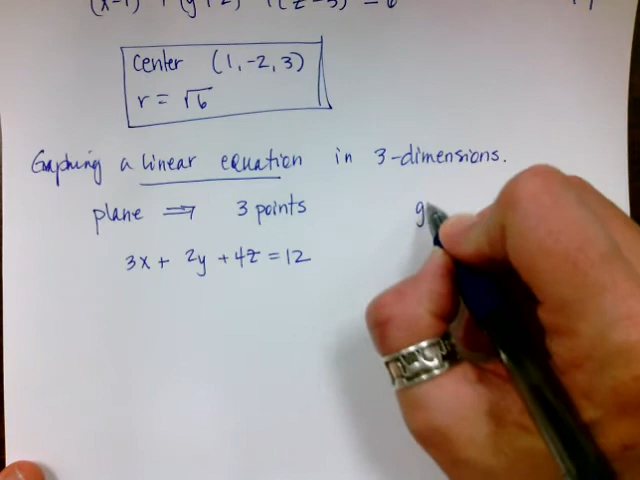 center (1, -2, 3)
r = √6
Graphing a linear equation in 3-dimensions.
plane ⇒ 3 points
3x + 2y + 4z = 12